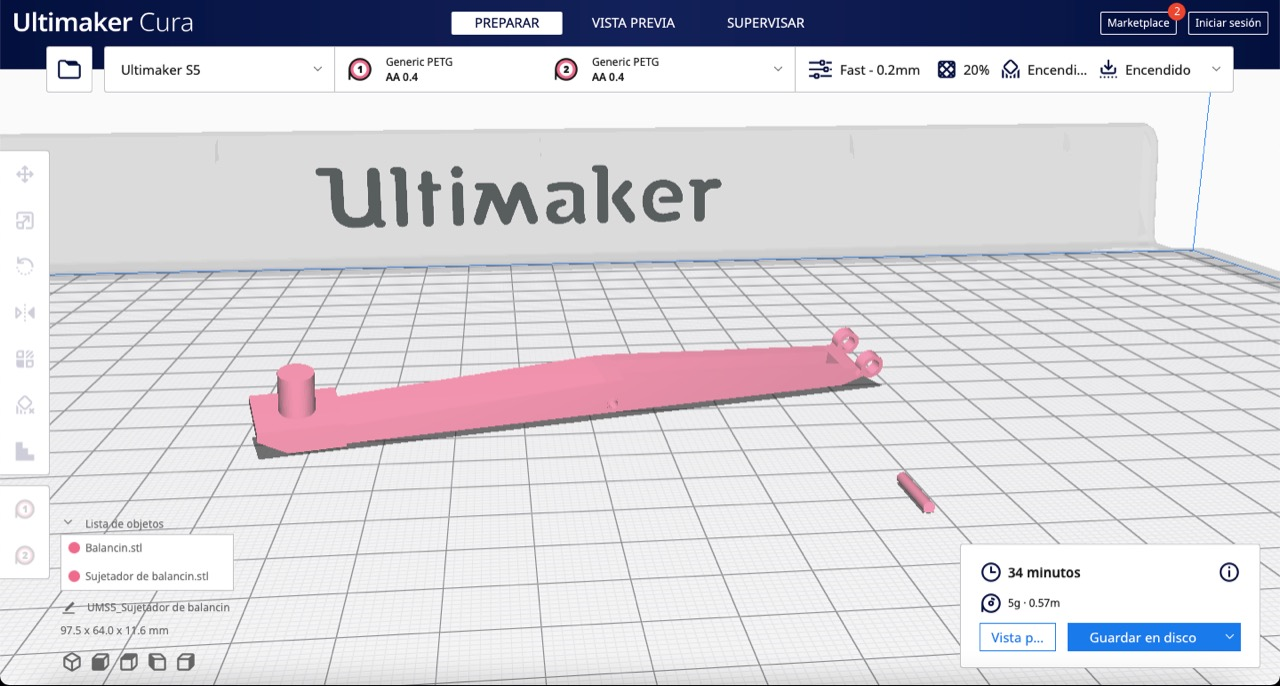 Ultimaker Cura
PREPARAR
VISTA PREVIA
SUPERVISAR
Marketplace
2
Iniciar sesión
Ultimaker S5
1
Generic PETG
AA 0.4
2
Generic PETG
AA 0.4
Fast - 0.2mm
20%
Encendi...
Encendido
Ultimaker
1
2
Lista de objetos
Balancin.stl
Sujetador de balancin.stl
UMS5_Sujetador de balancin
97.5 x 64.0 x 11.6 mm
34 minutos
5g · 0.57m
Vista p...
Guardar en disco